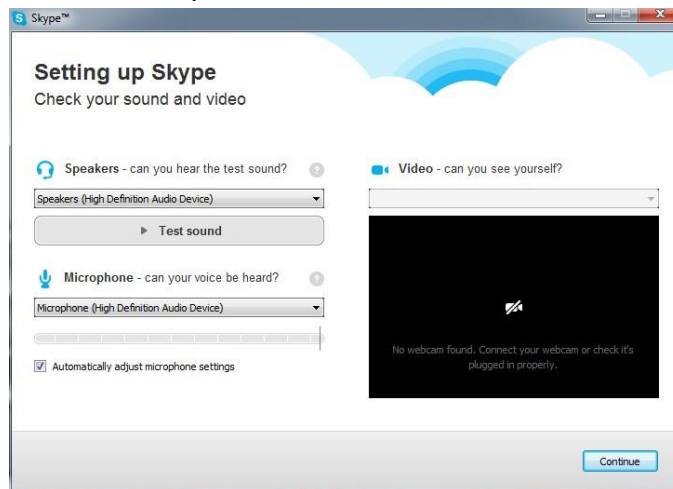 Skype™
Setting up Skype
Check your sound and video
Speakers - can you hear the test sound?
Speakers (High Definition Audio Device)
Test sound
Microphone - can your voice be heard?
Microphone (High Definition Audio Device)
Automatically adjust microphone settings
Video - can you see yourself?
No webcam found. Connect your webcam or check it's
plugged in properly.
Continue